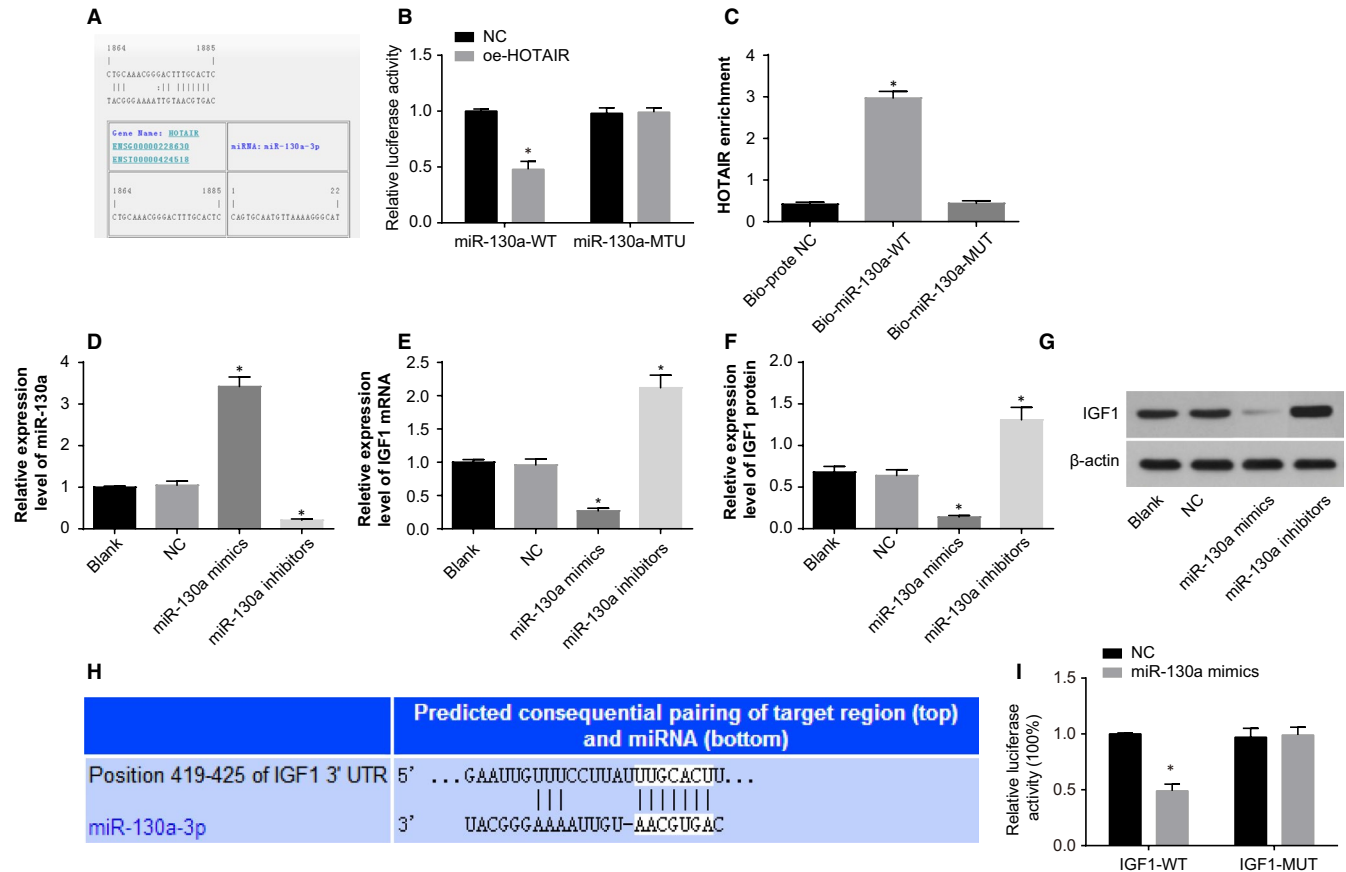 A
1864 1885
| |
CTGCAAACGGGACTTTGCACTC
||| :|| |||||||
TACGGGAAAATTGTAACGTGAC
Gene Name: HOTAIR
ENSG00000228630
ENST00000424518
miRNA: miR-130a-3p
1864 1885
| |
CTGCAAACGGGACTTTGCACTC
1 22
| |
CAGTGCAATGTTAAAAGGGCAT
B
NC
oe-HOTAIR
Relative luciferase activity
1.5
1.0
0.5
0.0
*
miR-130a-WT miR-130a-MTU
C
HOTAIR enrichment
4
3
2
1
0
*
Bio-prote NC
Bio-miR-130a-WT
Bio-miR-130a-MUT
D
Relative expression
level of miR-130a
4
3
2
1
0
*
*
Blank
NC
miR-130a mimics
miR-130a inhibitors
E
Reletive expression
level of IGF1 mRNA
2.5
2.0
1.5
1.0
0.5
0.0
*
*
Blank
NC
miR-130a mimics
miR-130a inhibitors
F
Reletive expression
level of IGF1 protein
2.0
1.5
1.0
0.5
0.0
*
*
Blank
NC
miR-130a mimics
miR-130a inhibitors
G
IGF1
β-actin
Blank
NC
miR-130a mimics
miR-130a inhibitors
H
Predicted consequential pairing of target region (top)
and miRNA (bottom)
Position 419-425 of IGF1 3' UTR
5' ...GAAUUGUUUCCUUAUUUGCACUU...
||| |||||||
miR-130a-3p
3' UACGGGAAAAUUGU-AACGUGAC
I
NC
miR-130a mimics
Relative luciferase
activity (100%)
1.5
1.0
0.5
0.0
*
IGF1-WT IGF1-MUT